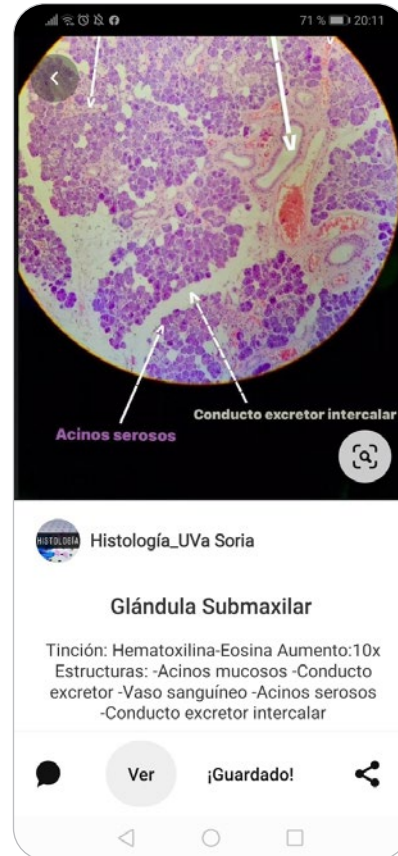 71 % 20:11
Acinos serosos
Conducto excretor intercalar
HISTOLOGÍA
Histología_UVa Soria
Glándula Submaxilar
Tinción: Hematoxilina-Eosina Aumento:10x
Estructuras: -Acinos mucosos -Conducto
excretor -Vaso sanguíneo -Acinos serosos
-Conducto excretor intercalar
Ver
¡Guardado!